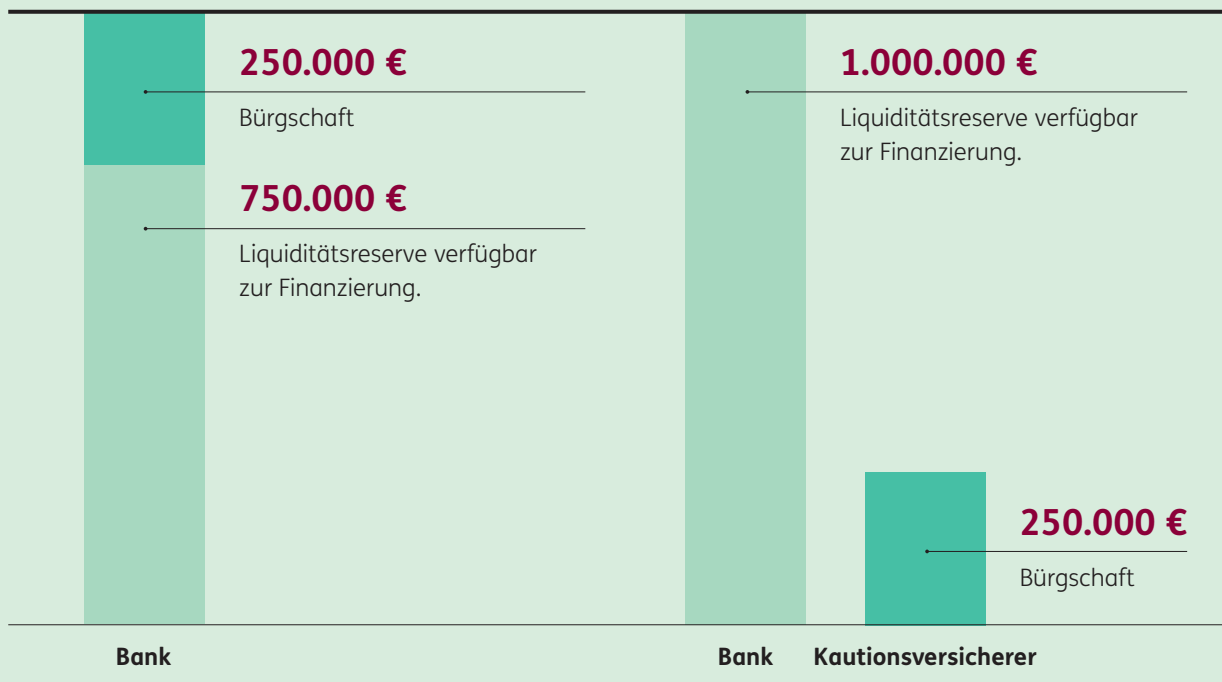 250.000 €
Bürgschaft
750.000 €
Liquiditätsreserve verfügbar
zur Finanzierung.
Bank
1.000.000 €
Liquiditätsreserve verfügbar
zur Finanzierung.
250.000 €
Bürgschaft
Bank
Kautionsversicherer